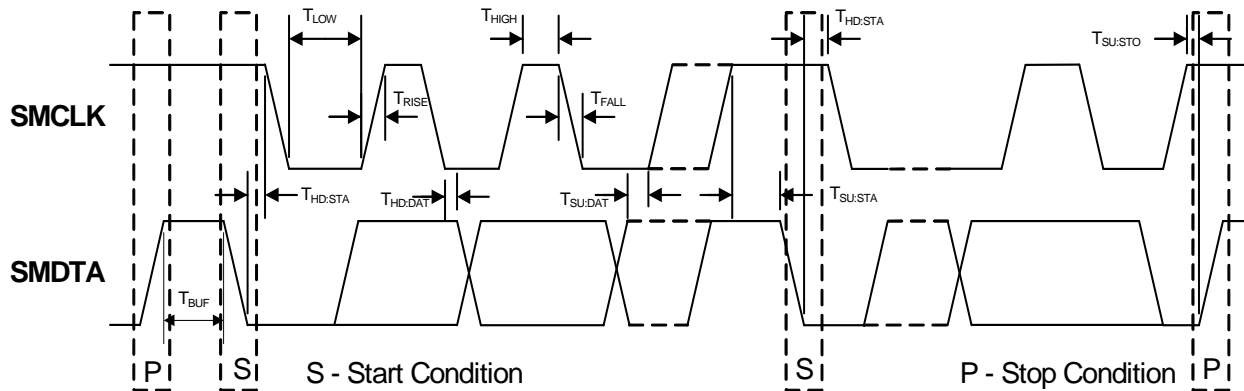 TLOW
THIGH
THD:STA
TSU:STO
SMCLK
TRISE
TFALL
THD:STA
THD:DAT
TSU:DAT
TSU:STA
SMDTA
TBUF
P
S
S - Start Condition
S
P - Stop Condition
P